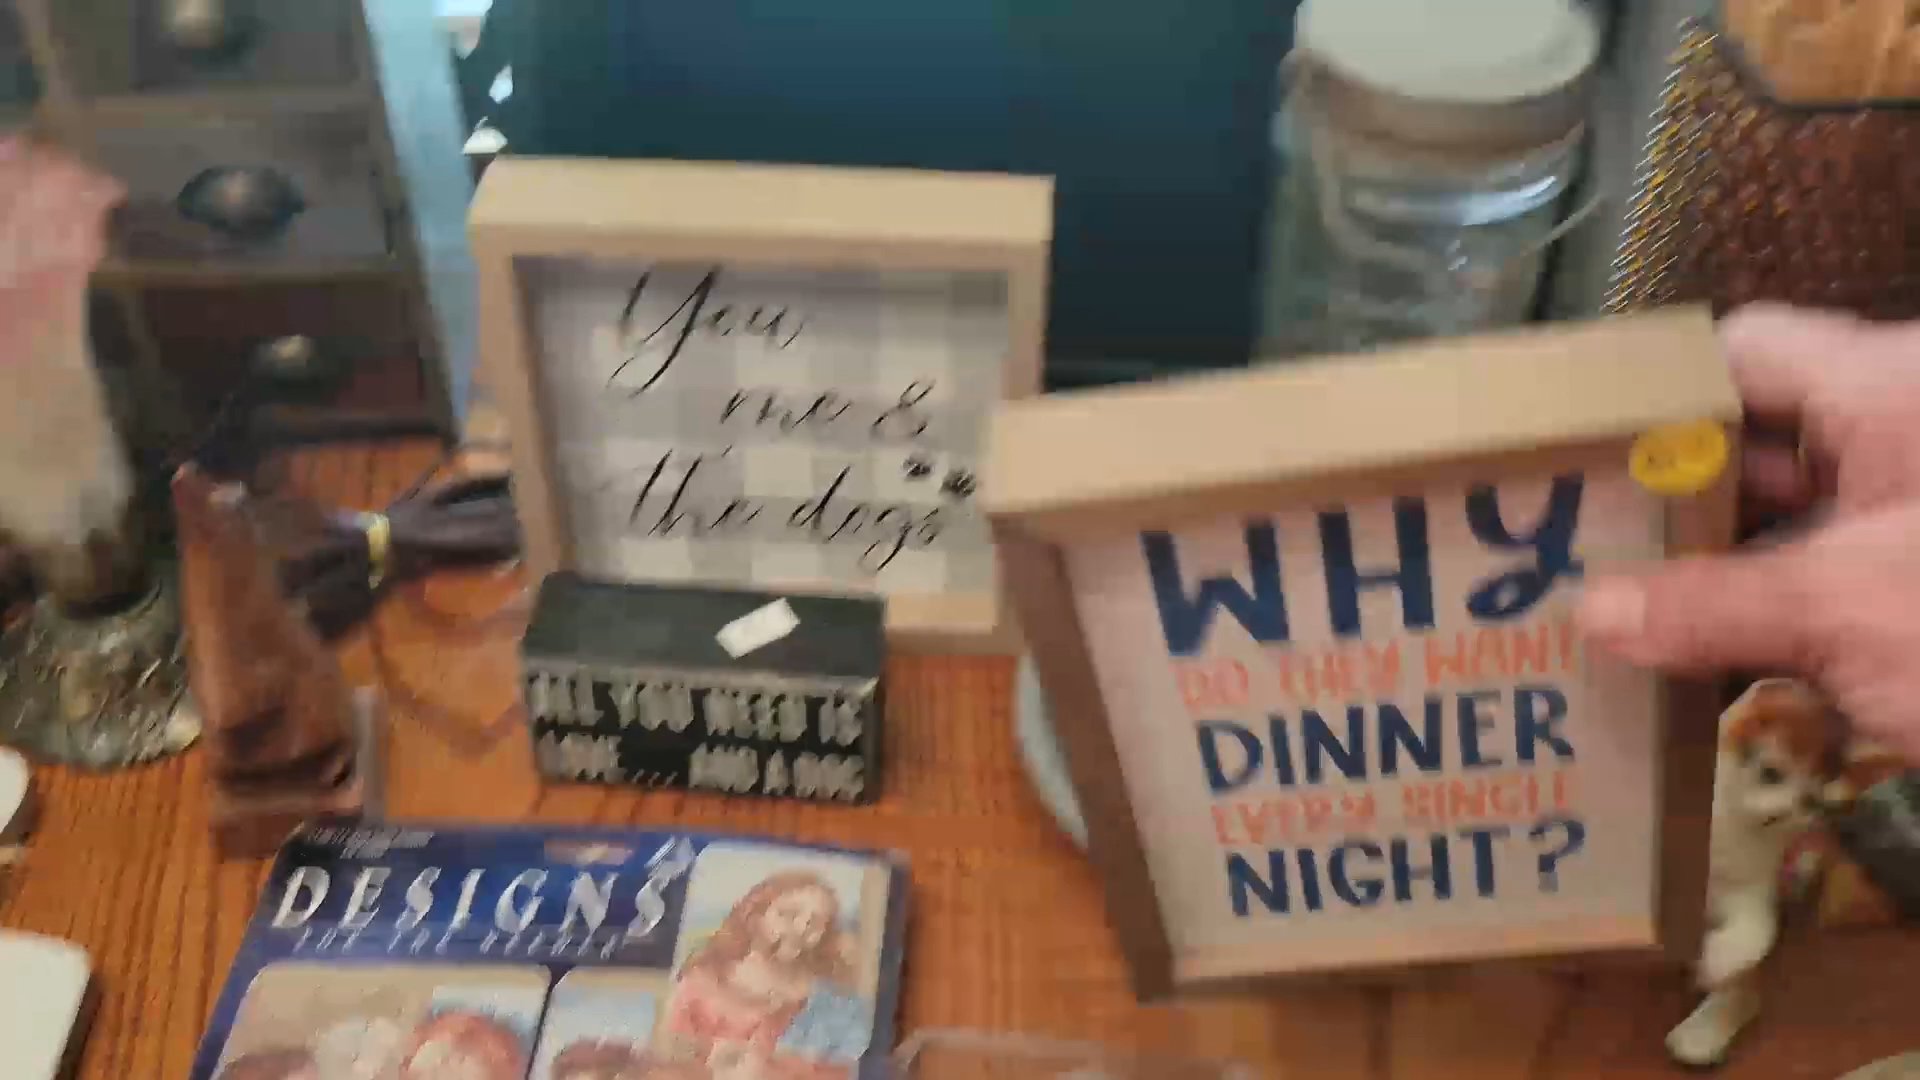 You
me &
the dogs
ALL YOU NEED IS
LOVE.... AND A DOG
WHY
DO THEY WANT
DINNER
EVERY SINGLE
NIGHT?
DESIGNS